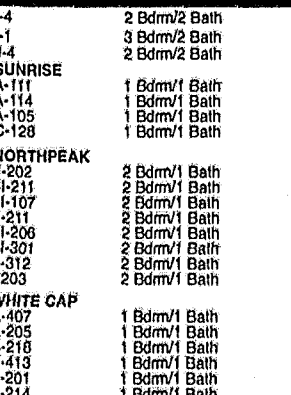 -4 2 Bdrm/2 Bath
-1 3 Bdrm/2 Bath
-4 2 Bdrm/2 Bath
SUNRISE
-111 1 Bdrm/1 Bath
-114 1 Bdrm/1 Bath
-105 1 Bdrm/1 Bath
-128 1 Bdrm/1 Bath
NORTHPEAK
-202 2 Bdrm/1 Bath
-211 2 Bdrm/1 Bath
-107 2 Bdrm/1 Bath
-211 2 Bdrm/1 Bath
-206 2 Bdrm/1 Bath
-301 2 Bdrm/1 Bath
-312 2 Bdrm/1 Bath
203 2 Bdrm/1 Bath
WHITE CAP
-407 1 Bdrm/1 Bath
-205 1 Bdrm/1 Bath
-218 1 Bdrm/1 Bath
-413 1 Bdrm/1 Bath
-201 1 Bdrm/1 Bath
-214 1 Bdrm/1 Bath